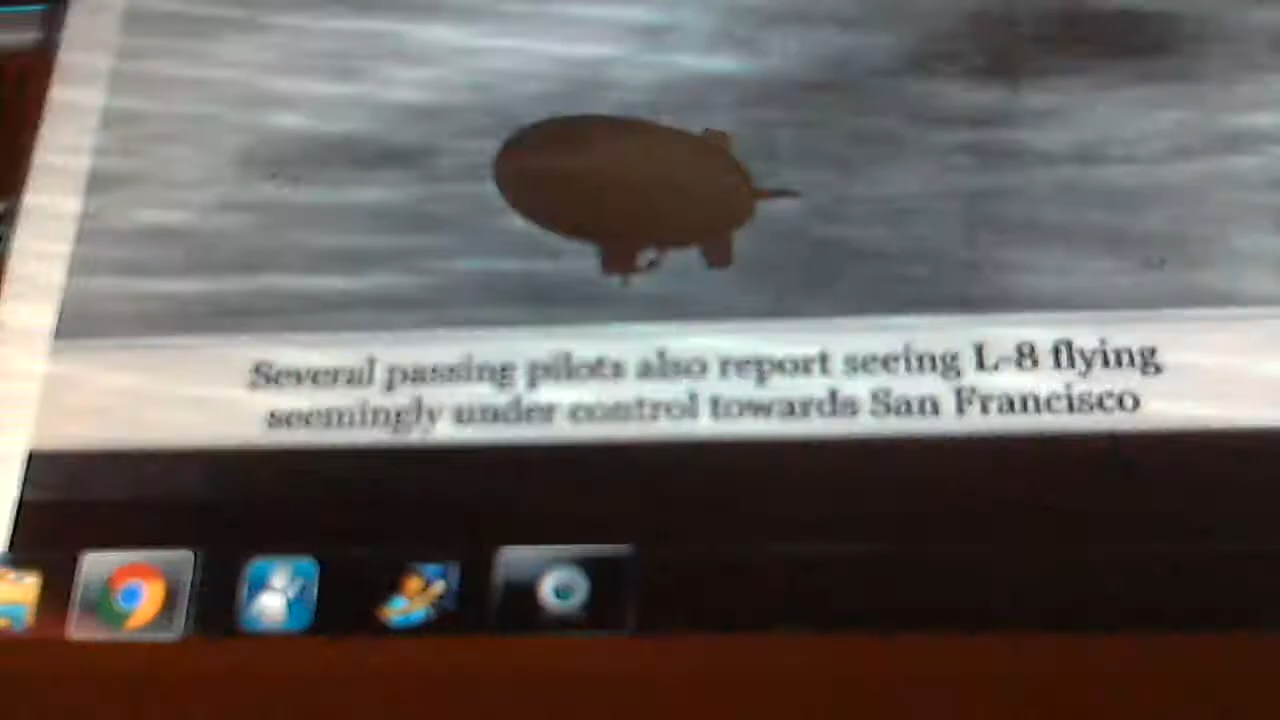 Several passing pilots also report seeing L-8 flying
seemingly under control towards San Francisco